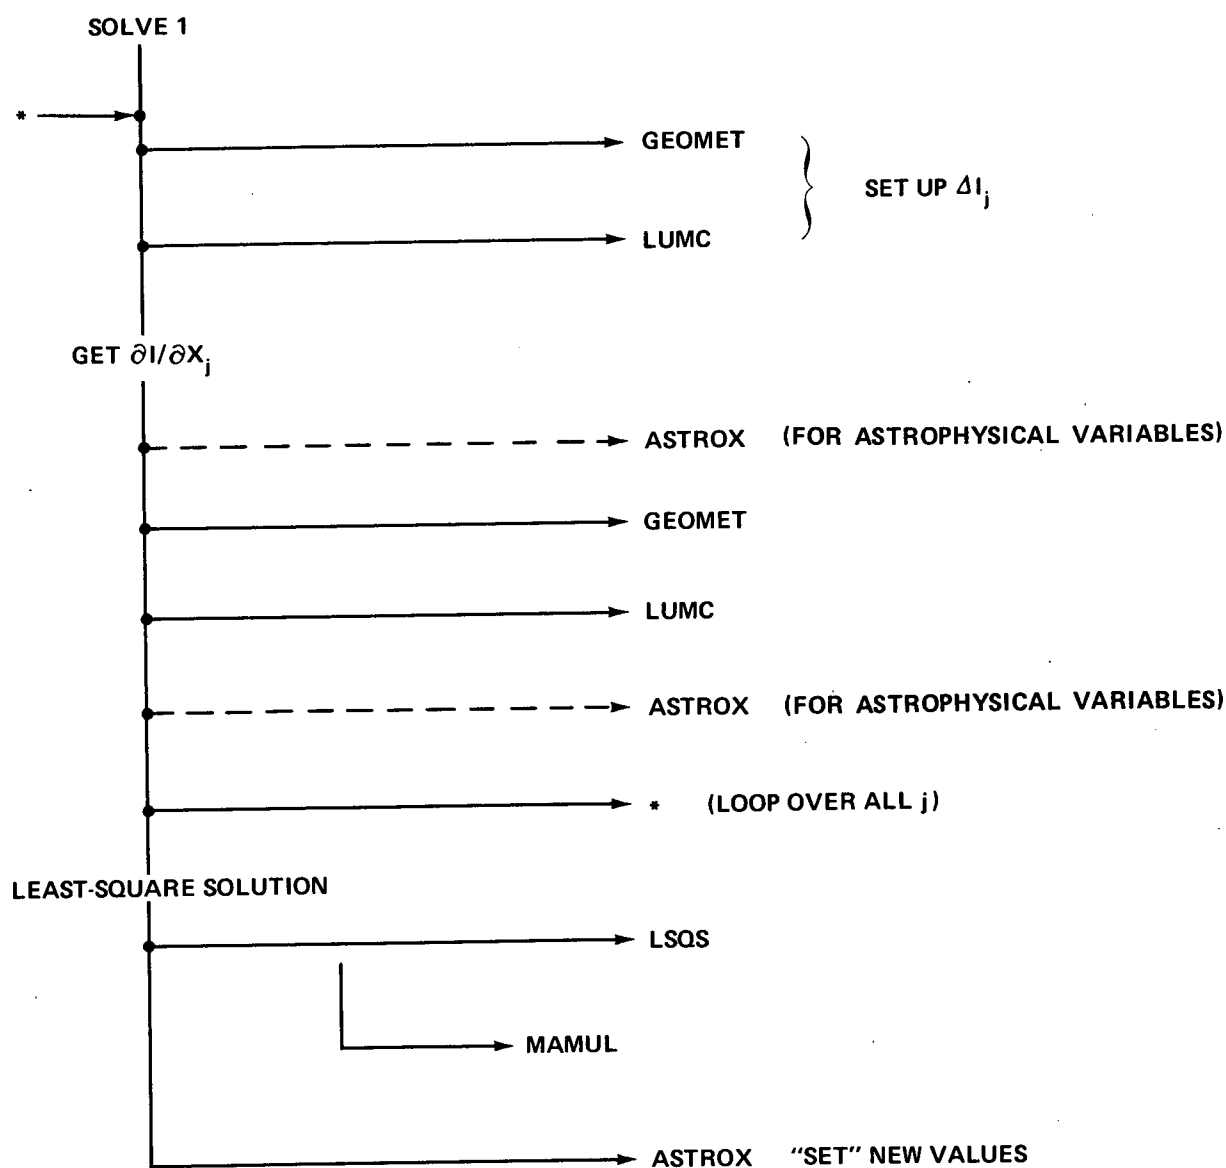 SOLVE 1
*
GEOMET
SET UP ΔI_j
LUMC
GET ∂I/∂X_j
ASTROX (FOR ASTROPHYSICAL VARIABLES)
GEOMET
LUMC
ASTROX (FOR ASTROPHYSICAL VARIABLES)
* (LOOP OVER ALL j)
LEAST-SQUARE SOLUTION
LSQS
MAMUL
ASTROX "SET" NEW VALUES